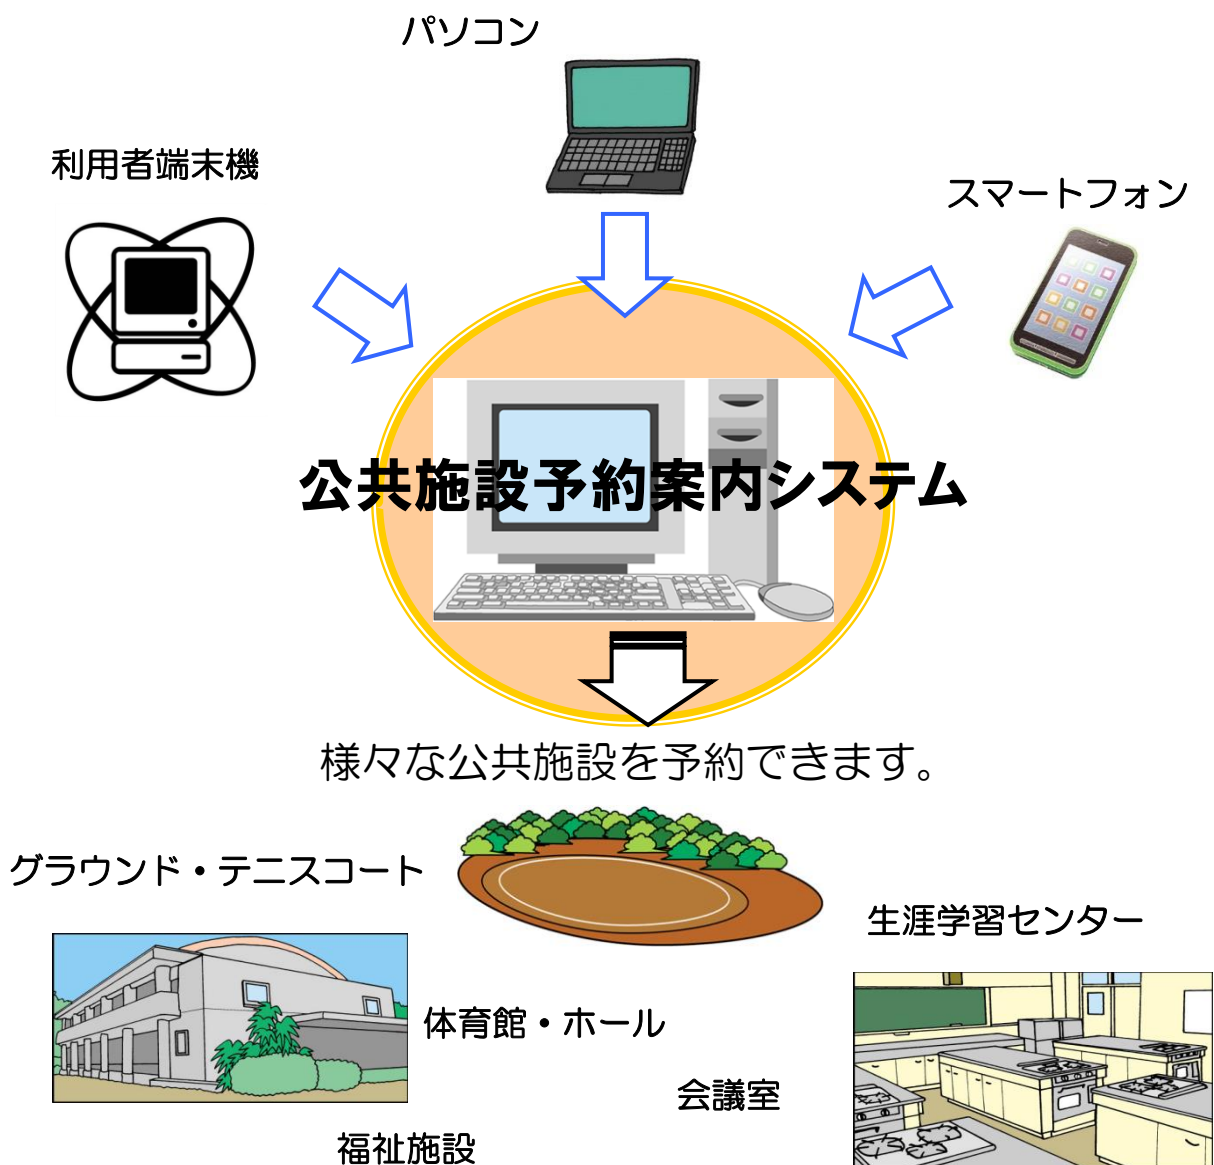 パソコン
利用者端末機
スマートフォン
公共施設予約案内システム
様々な公共施設を予約できます。
グラウンド・テニスコート
生涯学習センター
体育館・ホール
会議室
福祉施設